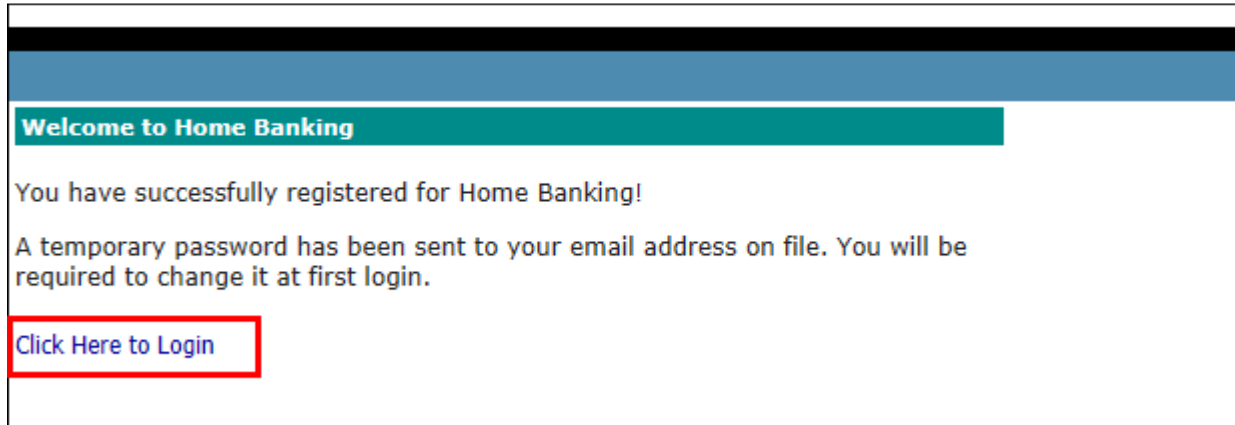 Welcome to Home Banking
You have successfully registered for Home Banking!
A temporary password has been sent to your email address on file. You will be
required to change it at first login.
Click Here to Login